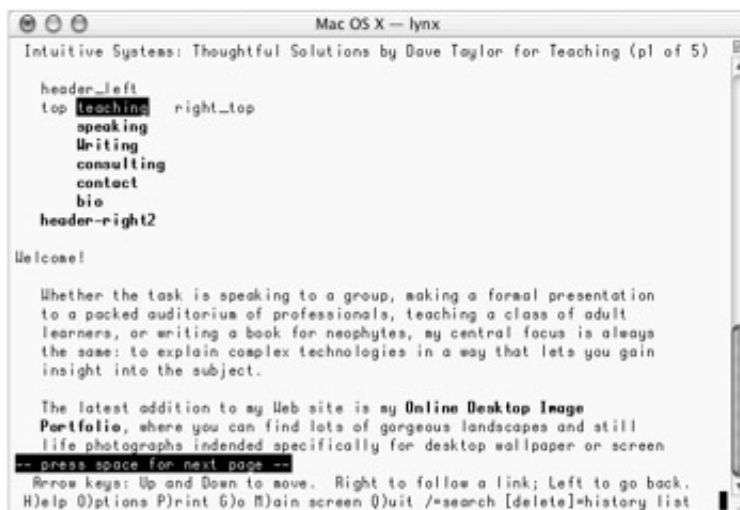 Mac OS X — lynx
Intuitive Systems: Thoughtful Solutions by Dave Taylor for Teaching (p1 of 5)
header_left
top teaching right_top
speaking
Writing
consulting
contact
bio
header-right2
Welcome!
Whether the task is speaking to a group, making a formal presentation
to a packed auditorium of professionals, teaching a class of adult
learners, or writing a book for neophytes, my central focus is always
the same: to explain complex technologies in a way that lets you gain
insight into the subject.
The latest addition to my Web site is my Online Desktop Image
Portfolio, where you can find lots of gorgeous landscapes and still
life photographs indended specifically for desktop wallpaper or screen
-- press space for next page --
Arrow keys: Up and Down to move. Right to follow a link; Left to go back.
H)elp O)ptions P)rint G)o M)ain screen Q)uit /=search [delete]=history list